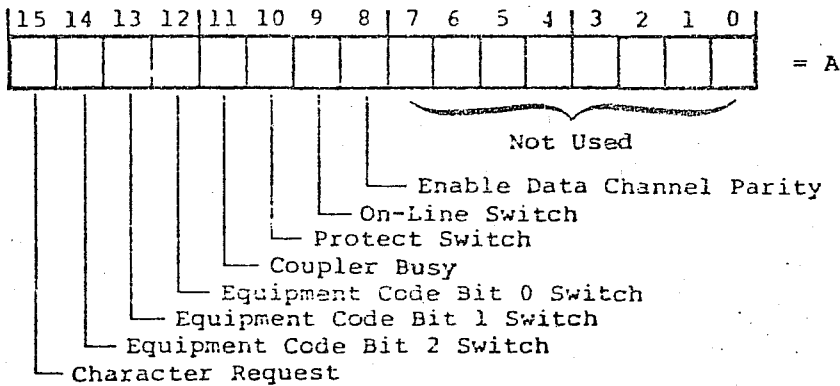 15 14 13 12 11 10 9 8 7 6 5 4 3 2 1 0
= A
Not Used
Enable Data Channel Parity
On-Line Switch
Protect Switch
Coupler Busy
Equipment Code Bit 0 Switch
Equipment Code Bit 1 Switch
Equipment Code Bit 2 Switch
Character Request